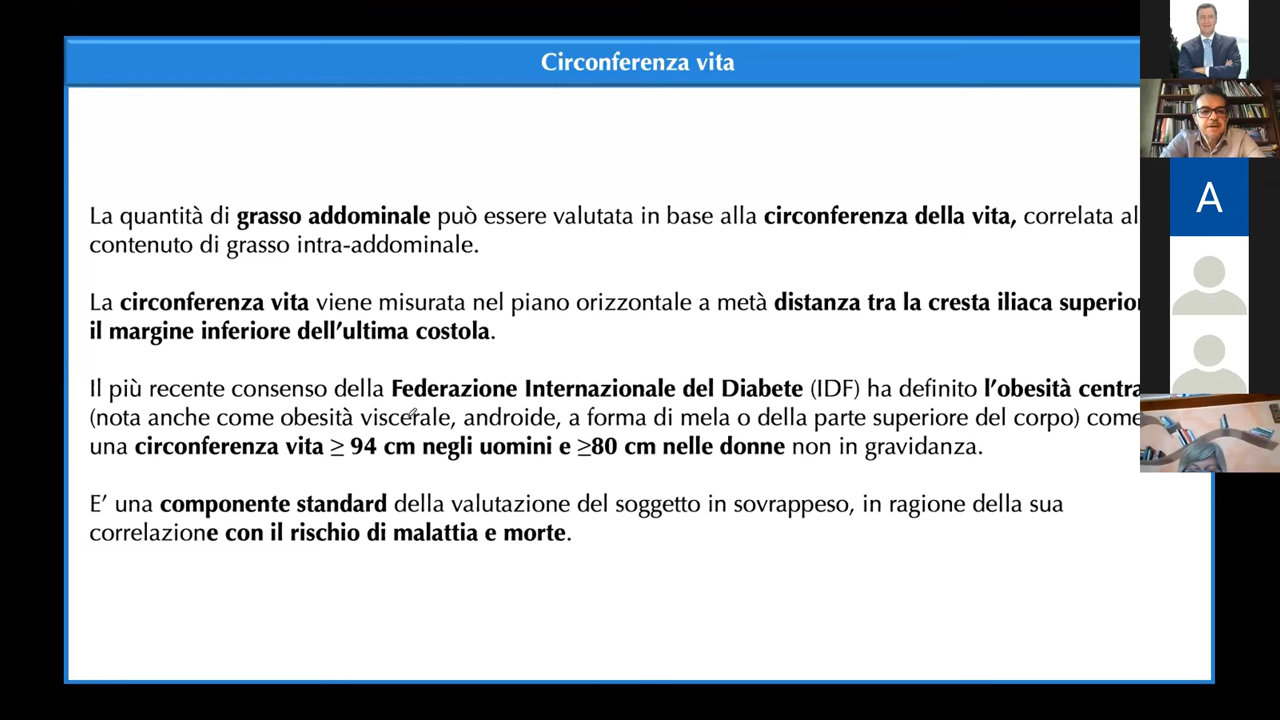 Circonferenza vita
La quantità di grasso addominale può essere valutata in base alla circonferenza della vita, correlata al
contenuto di grasso intra-addominale.
La circonferenza vita viene misurata nel piano orizzontale a metà distanza tra la cresta iliaca superior
il margine inferiore dell’ultima costola.
Il più recente consenso della Federazione Internazionale del Diabete (IDF) ha definito l’obesità centra
(nota anche come obesità viscerale, androide, a forma di mela o della parte superiore del corpo) come
una circonferenza vita ≥ 94 cm negli uomini e ≥80 cm nelle donne non in gravidanza.
E’ una componente standard della valutazione del soggetto in sovrappeso, in ragione della sua
correlazione con il rischio di malattia e morte.
A